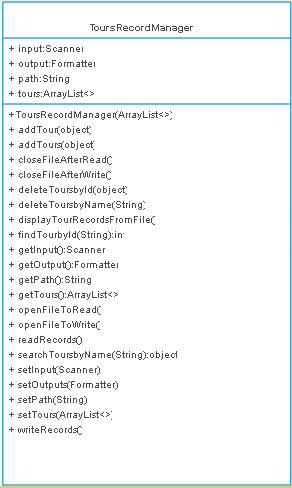 ToursRecordManager
+ input:Scanner
+ output:Formatter
+ path:String
+ tours:ArrayList<>
+ToursRecordManager(ArrayList<>)
+ addTour(object)
+ addTours(object)
+ closeFileAfterRead()
+ closeFileAfterWrite()
+ deleteToursbyId(object)
+ deleteToursbyName(String)
+ displayTourRecordsFromFile()
+ findTourbyId(String):int
+ getInput():Scanner
+ getOutput():Formatter
+ getPath():String
+ getTours():ArrayList<>
+ openFileToRead()
+ openFileToWrite()
+ readRecords()
+ searchToursbyName(String):object
+ setInput(Scanner)
+ setOutputs(Formatter)
+ setPath(String)
+ setTours(ArrayList<>)
+ writeRecords()